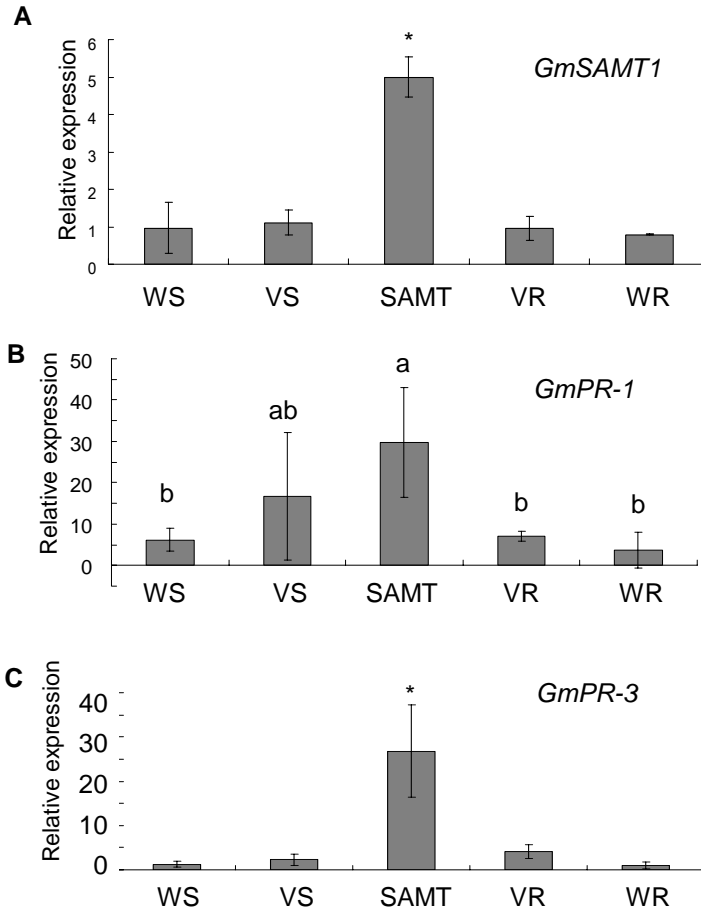 A
Relative expression
6
5
4
3
2
1
0
*
GmSAMT1
WS VS SAMT VR WR
B
Relative expression
50
40
30
20
10
0
b ab a b b
GmPR-1
WS VS SAMT VR WR
C
Relative expression
40
30
20
10
0
*
GmPR-3
WS VS SAMT VR WR